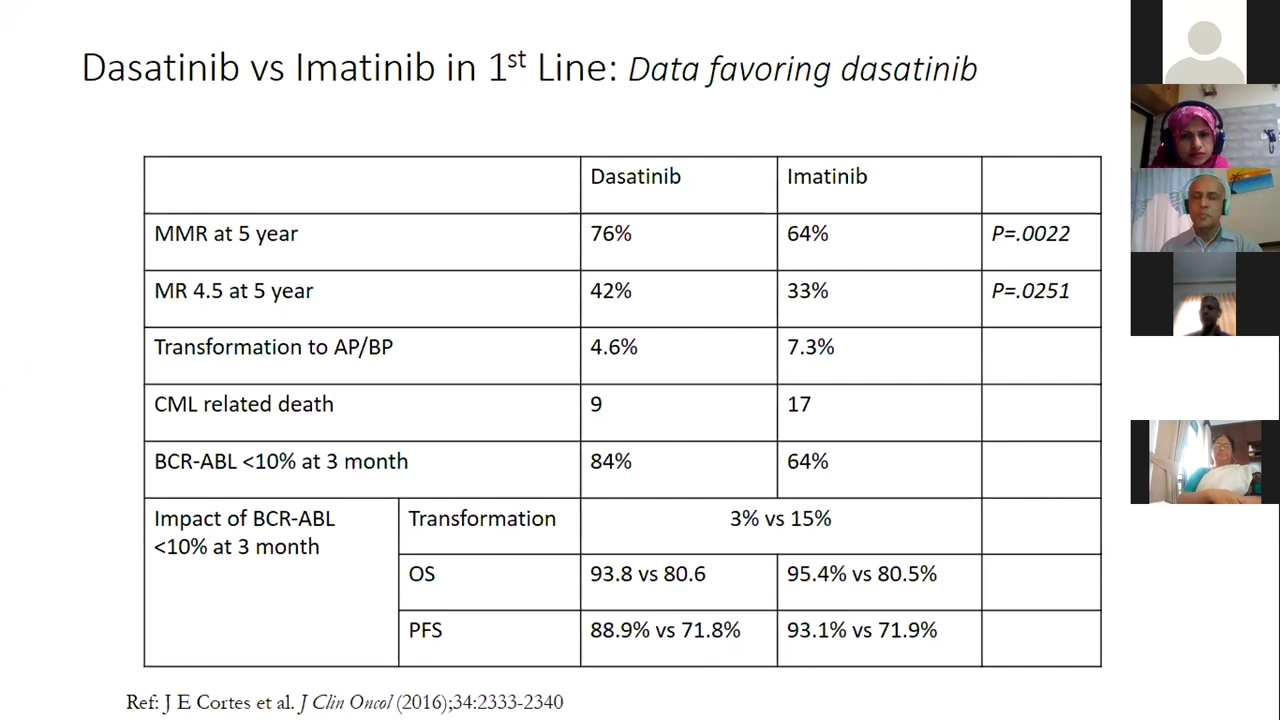 Dasatinib vs Imatinib in 1st Line: Data favoring dasatinib
Dasatinib Imatinib
MMR at 5 year 76% 64% P=.0022
MR 4.5 at 5 year 42% 33% P=.0251
Transformation to AP/BP 4.6% 7.3%
CML related death 9 17
BCR-ABL <10% at 3 month 84% 64%
Impact of BCR-ABL Transformation 3% vs 15%
<10% at 3 month
OS 93.8 vs 80.6 95.4% vs 80.5%
PFS 88.9% vs 71.8% 93.1% vs 71.9%
Ref: J E Cortes et al. J Clin Oncol (2016);34:2333-2340